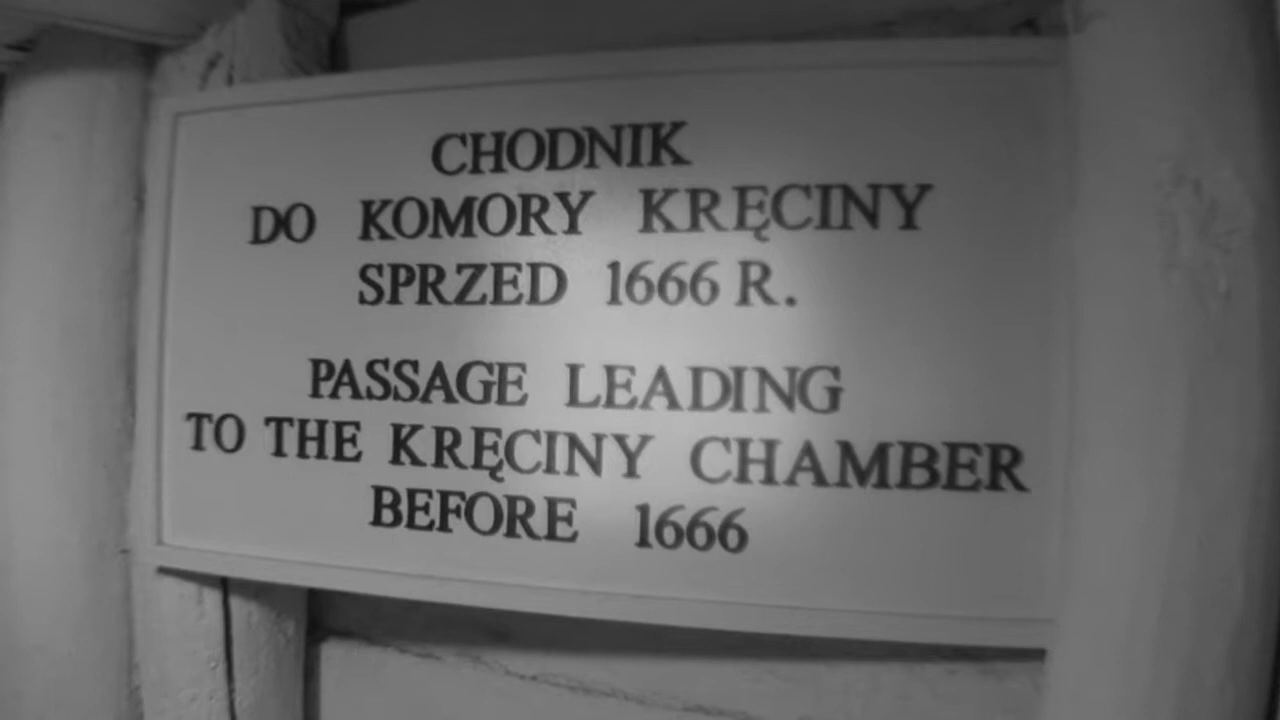 CHODNIK
DO KOMORY KRĘCINY
SPRZED 1666 R.
PASSAGE LEADING
TO THE KRĘCINY CHAMBER
BEFORE 1666